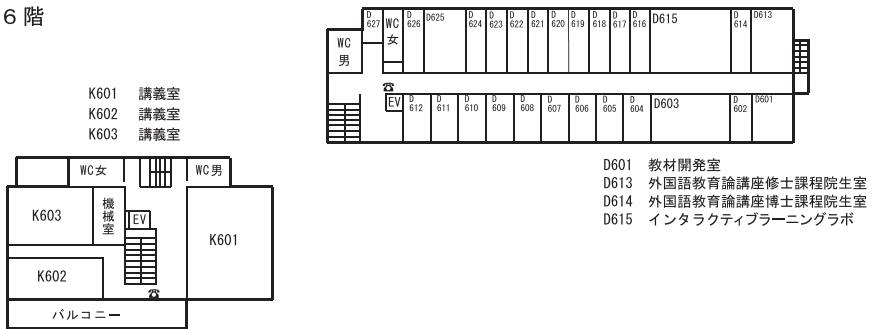 6 階
K601 講義室
K602 講義室
K603 講義室
WC女
WC男
K603
機械室
EV
K601
K602
バルコニー
WC男
D627
WC女
D626
D625
D624
D623
D622
D621
D620
D619
D618
D617
D616
D615
D614
D613
EV
D612
D611
D610
D609
D608
D607
D606
D605
D604
D603
D602
D601
D601 教材開発室
D613 外国語教育論講座修士課程院生室
D614 外国語教育論講座博士課程院生室
D615 インタラクティブラーニングラボ